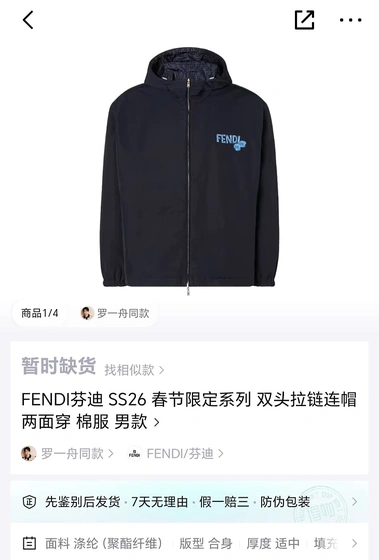 FENDI
商品1/4
罗一舟同款
暂时缺货 找相似款 >
FENDI芬迪 SS26 春节限定系列 双头拉链连帽
两面穿 棉服 男款 >
罗一舟同款 > FENDI FENDI/芬迪 >
先鉴别后发货 · 7天无理由 · 假一赔三 · 防伪包装
面料 涤纶 (聚酯纤维) 版型 合身 厚度 适中 填充